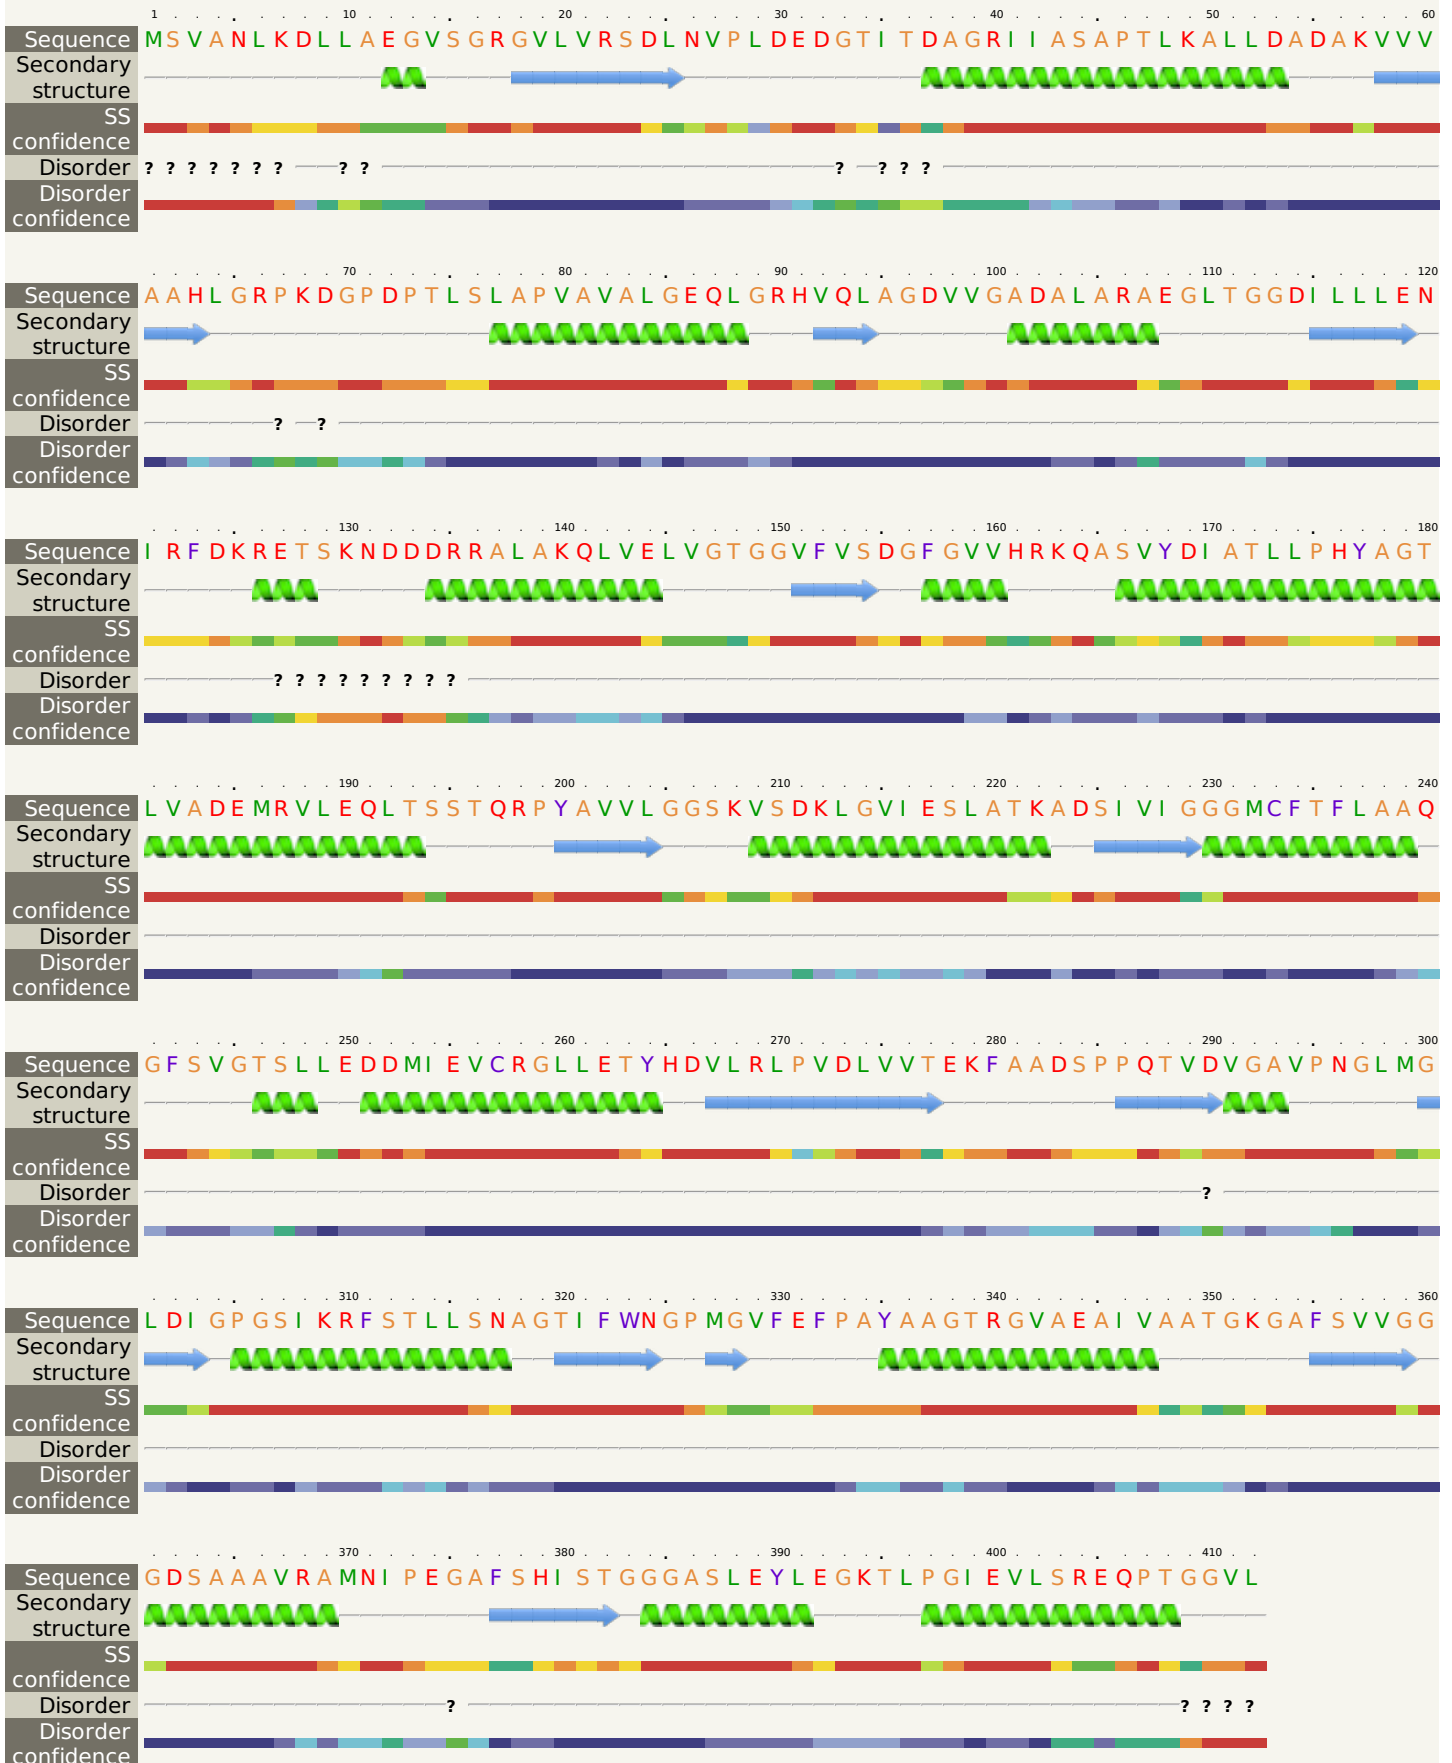 1 10 20 30 40 50 60
Sequence MSVANLKDLLAEGVSGRGVLVRSDLNVPLDEDGTITDAGRIIASAPTLKALLDADAKVVV
Secondary
structure
SS
confidence
Disorder ? ? ? ? ? ? ? ? ? ? ? ? ?
Disorder
confidence
70 80 90 100 110 120
Sequence AAHLGRPKDGPDPTLSLAPVAVALGEQLGRHVQLAGDVVGADALARAEGLTGGDILLLEN
Secondary
structure
SS
confidence
Disorder ? ?
Disorder
confidence
130 140 150 160 170 180
Sequence IRFDKRETSKNDDDRRALAKQLVELVGTGGVFVSDGFGVVHRKQASVYDIATLLPHYAGT
Secondary
structure
SS
confidence
Disorder ? ? ? ? ? ? ? ? ?
Disorder
confidence
190 200 210 220 230 240
Sequence LVADEMRVLEQLTSSTQRPYAVVLGGSKVSDKLGVIESLATKADSIVIGGGMCFTFLAAQ
Secondary
structure
SS
confidence
Disorder
Disorder
confidence
250 260 270 280 290 300
Sequence GFSVGTSLLEDDMIEVCRGLLETYHDVLRLPVDLVVTEKFAADSPPQTVDVGAVPNGLMG
Secondary
structure
SS
confidence
Disorder ?
Disorder
confidence
310 320 330 340 350 360
Sequence LDIGPGSIKRFSTLLSNAGTIFWNGPMGVFEFPAYAAGTRGVAEAIVAATGKGAFSVVGG
Secondary
structure
SS
confidence
Disorder
Disorder
confidence
370 380 390 400 410
Sequence GDSAAAVRAMNIPEGAFSHISTGGGASLEYLEGKTLPGIEVLSREQPTGGVL
Secondary
structure
SS
confidence
Disorder ? ? ? ? ?
Disorder
confidence